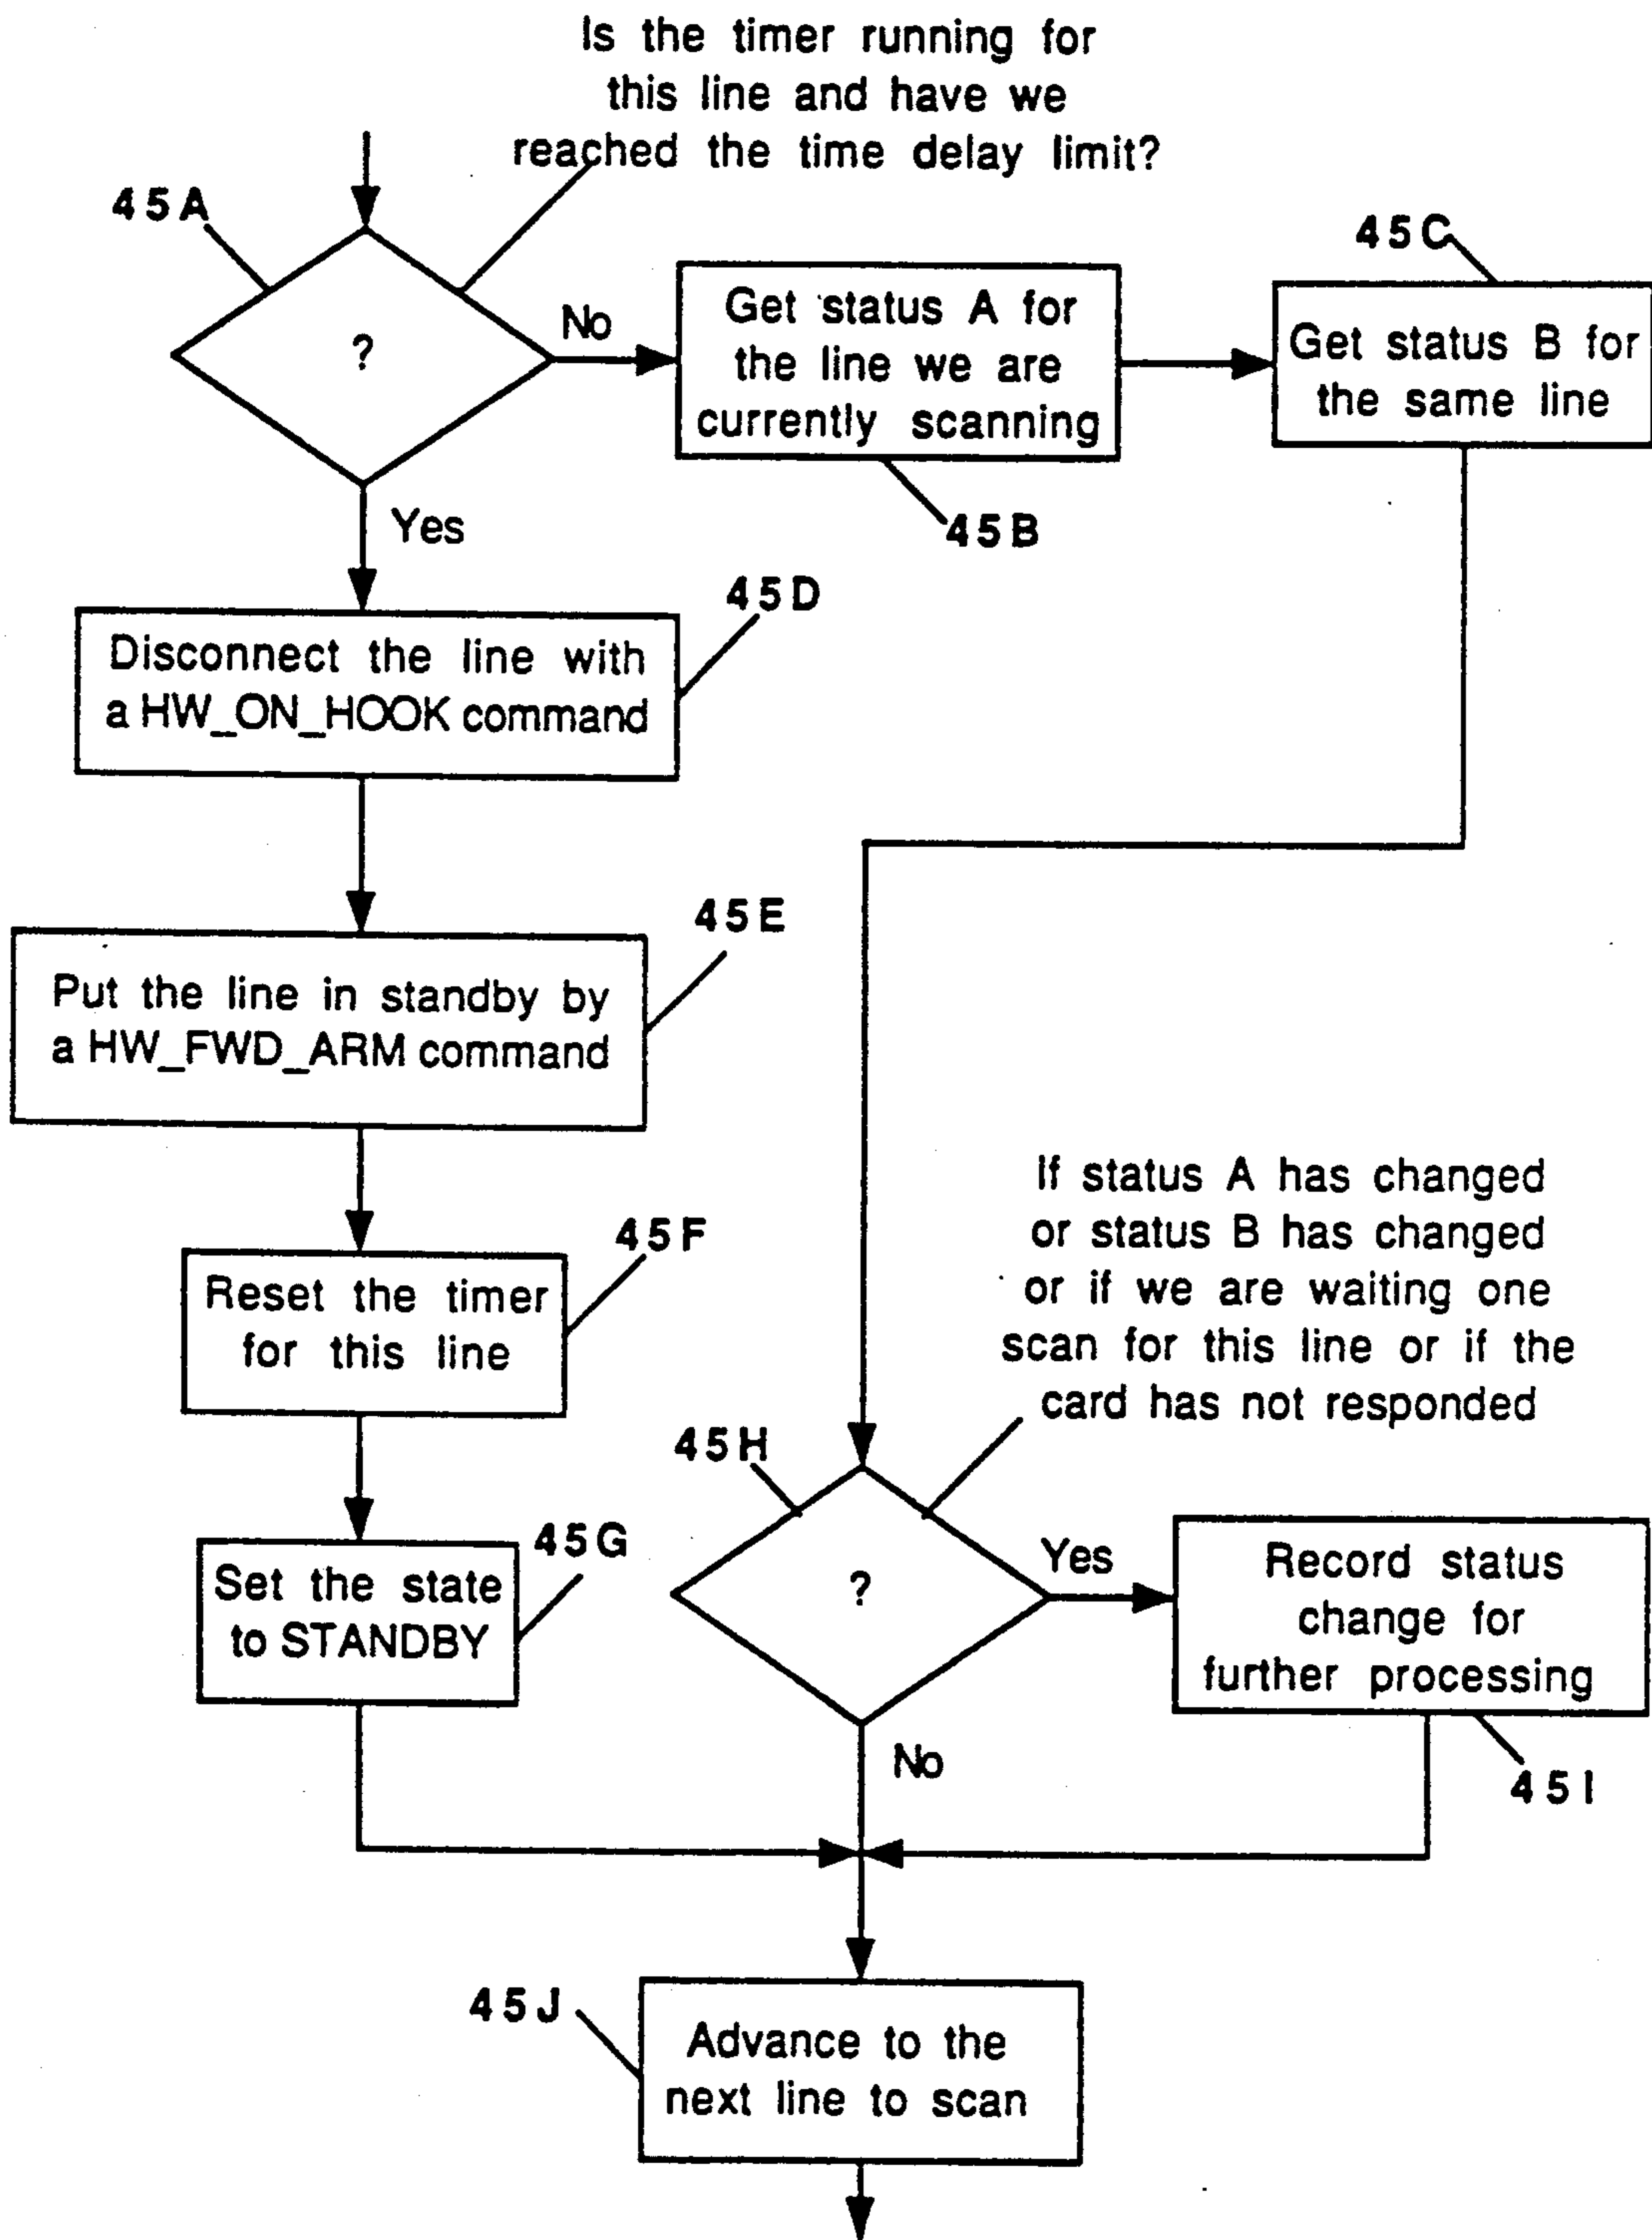 Is the timer running for
this line and have we
reached the time delay limit?
45A
?
No
Get status A for
the line we are
currently scanning
45B
45C
Get status B for
the same line
Yes
45D
Disconnect the line with
a HW_ON_HOOK command
45E
Put the line in standby by
a HW_FWD_ARM command
45F
Reset the timer
for this line
45G
Set the state
to STANDBY
If status A has changed
or status B has changed
or if we are waiting one
scan for this line or if the
card has not responded
45H
?
Yes
Record status
change for
further processing
45I
No
45J
Advance to the
next line to scan